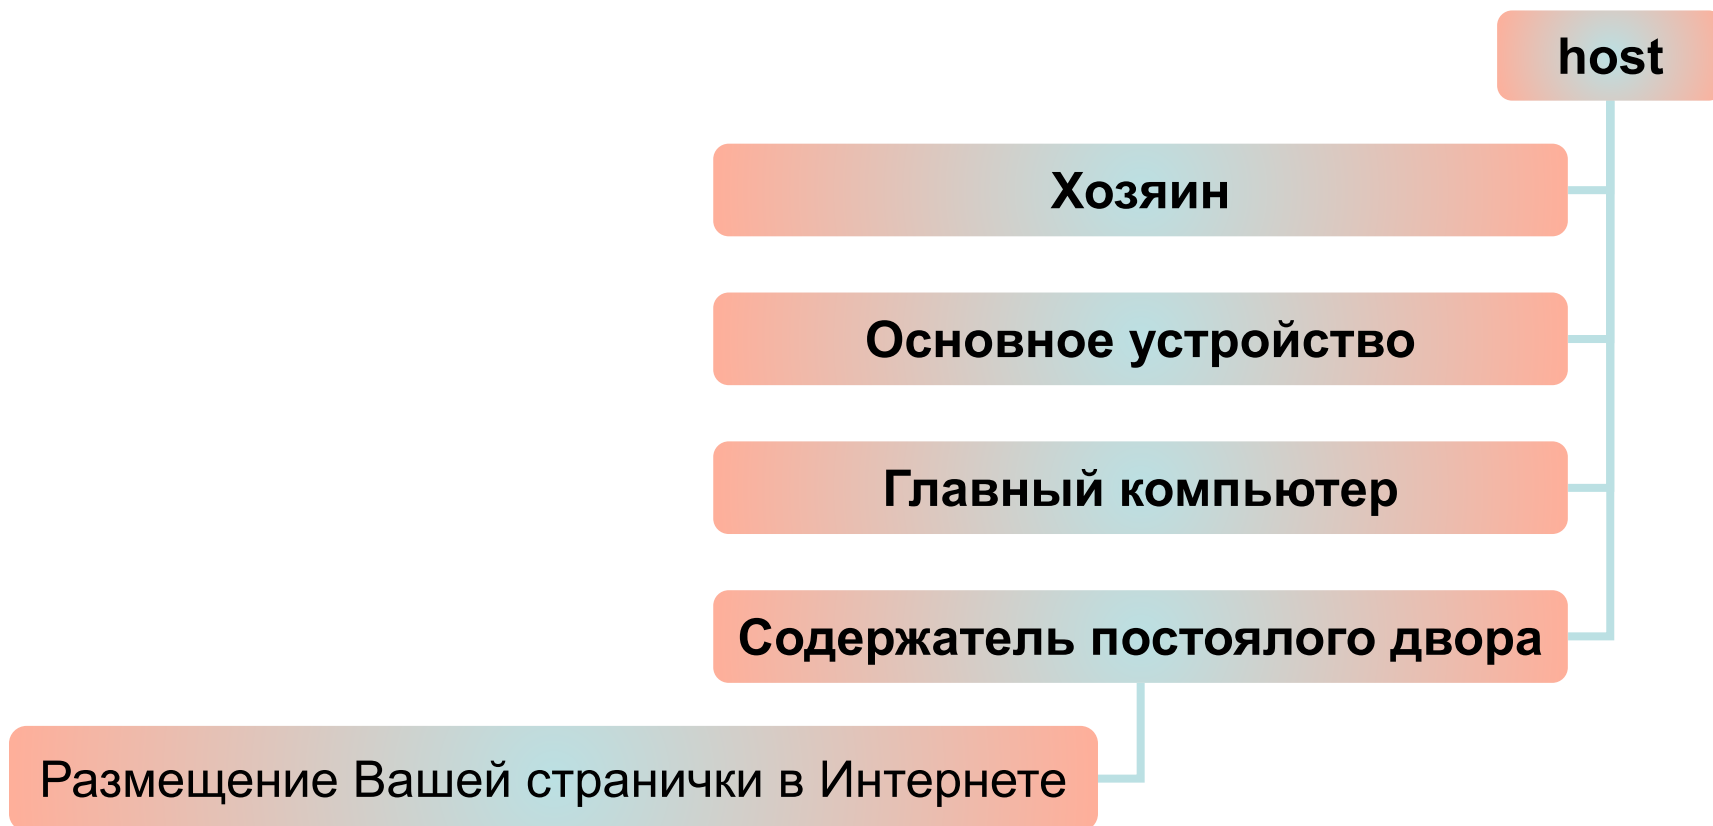 host
Хозяин
Основное устройство
Главный компьютер
Содержатель постоялого двора
Размещение Вашей странички в Интернете